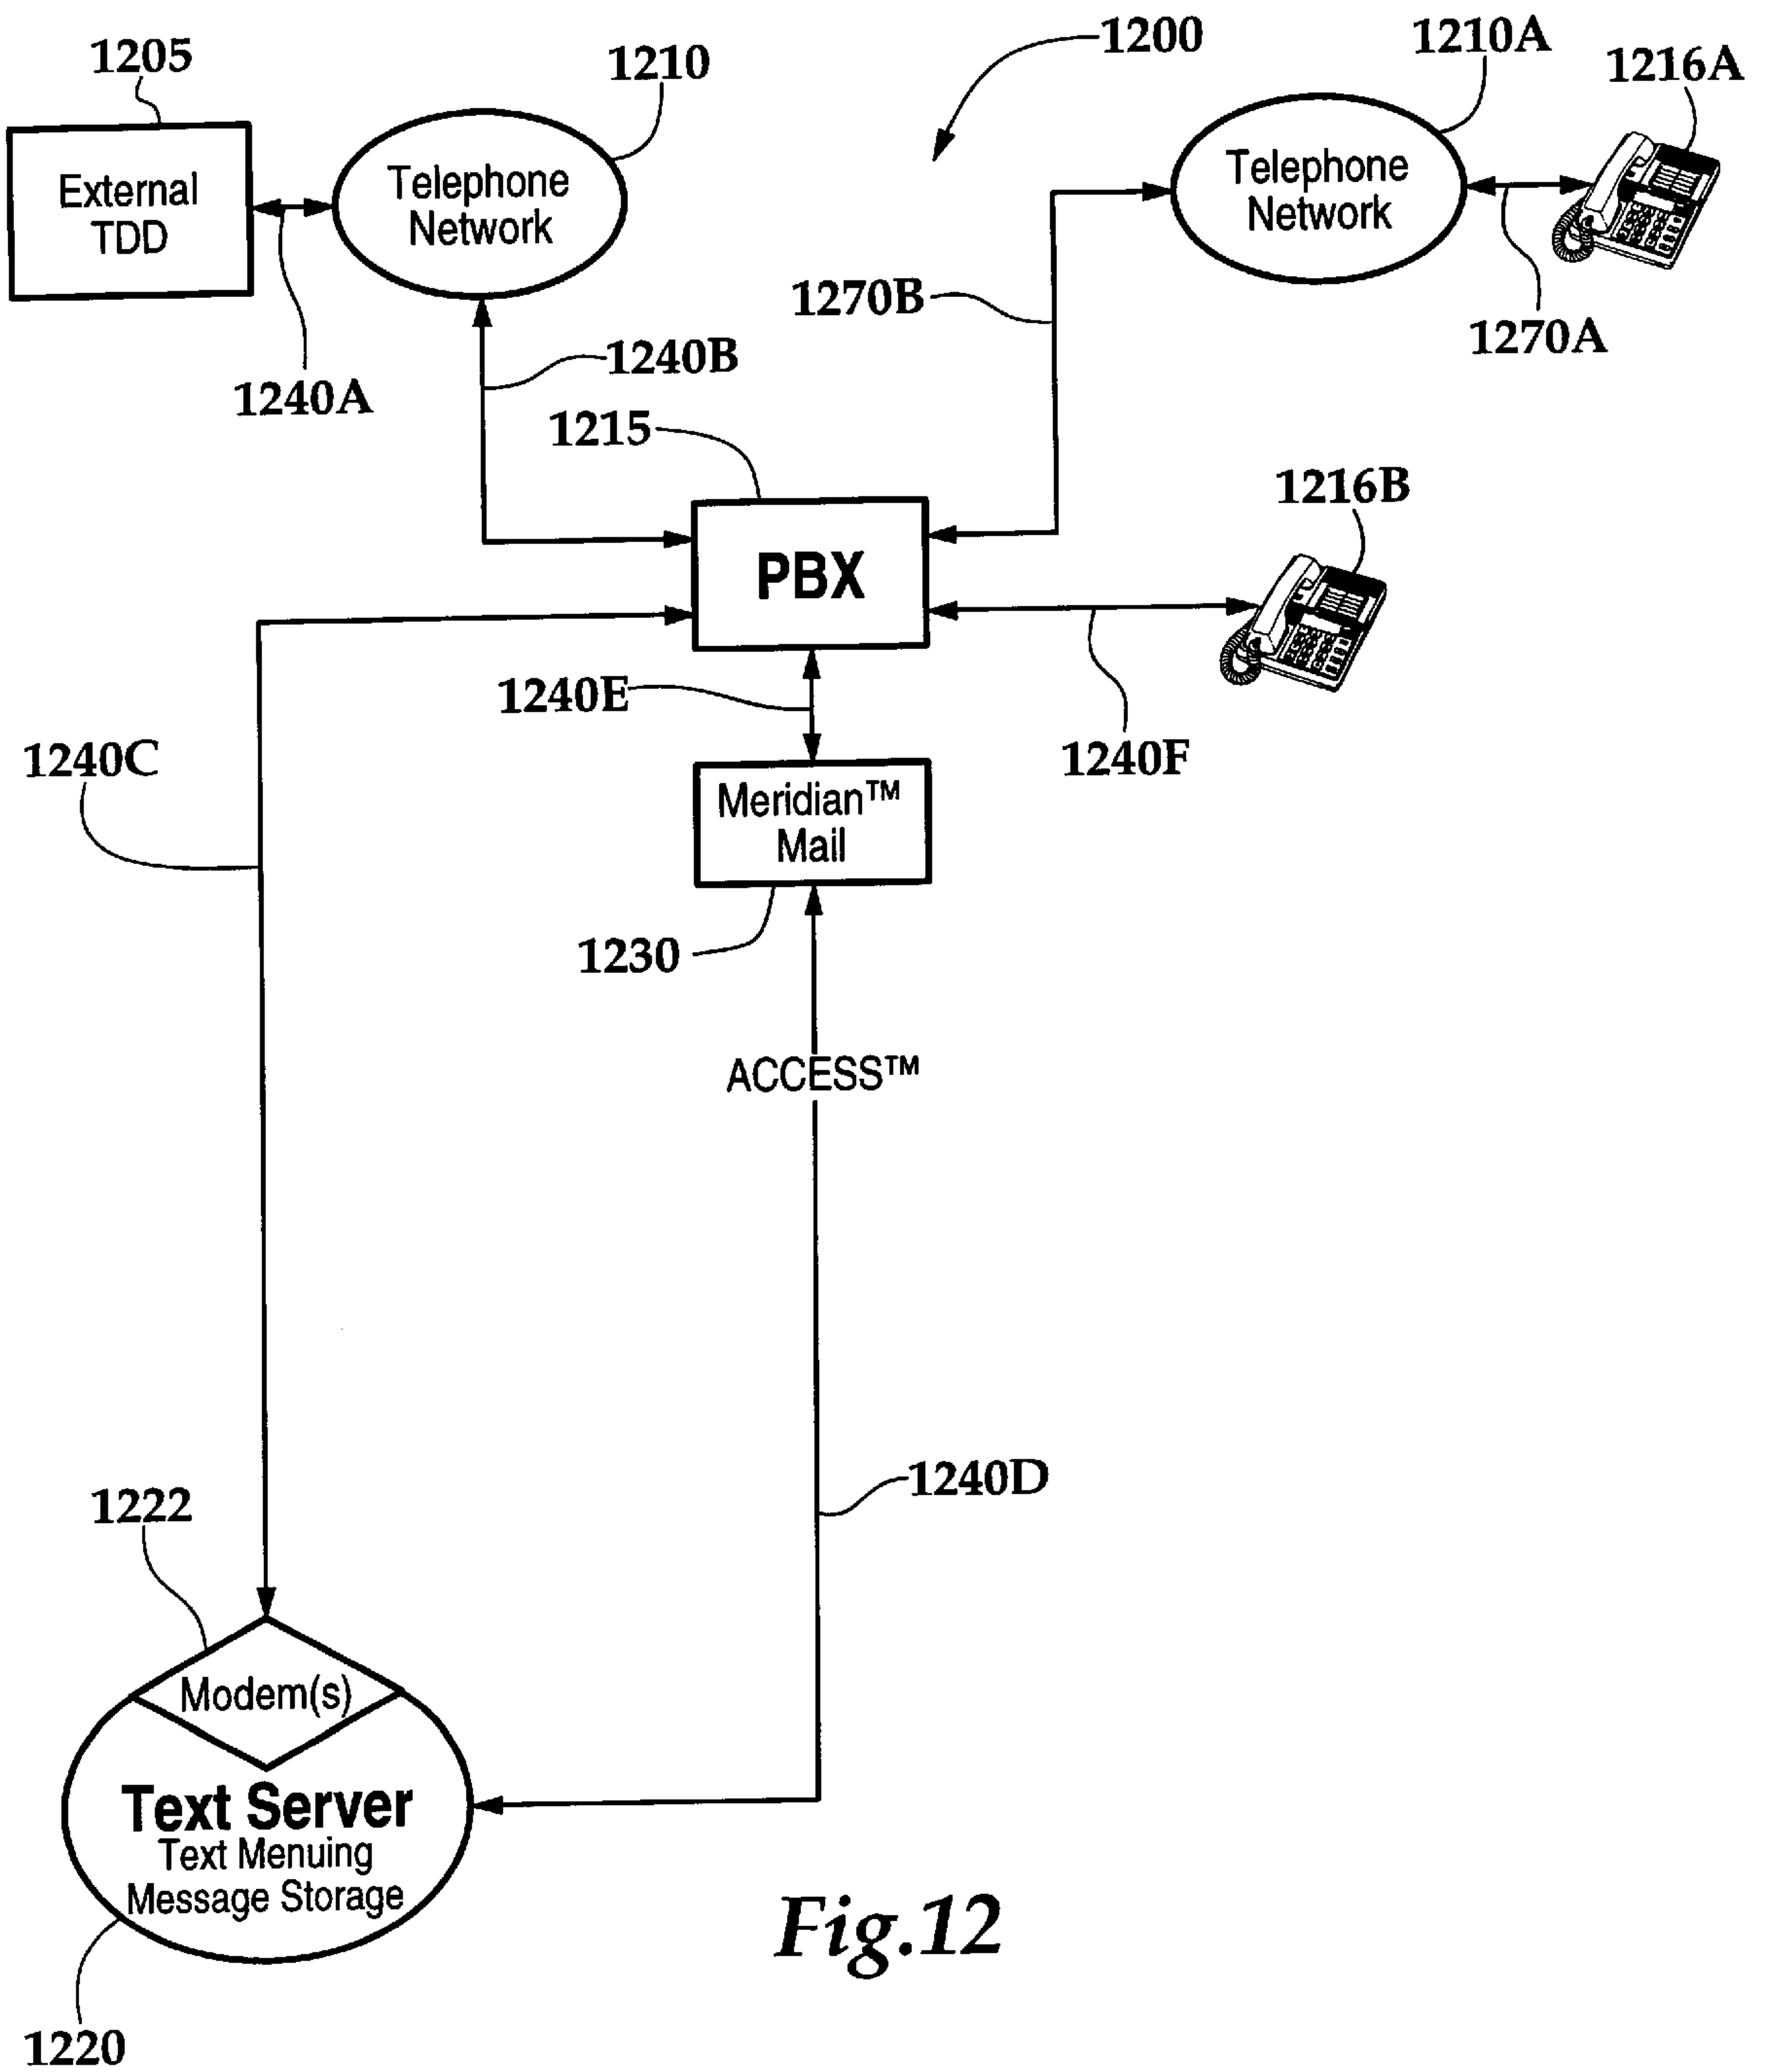 1205
1210
1200
1210A
1216A
External
TDD
Telephone
Network
Telephone
Network
1270B
1270A
1240A
1240B
1215
1216B
PBX
1240E
1240F
1240C
Meridian™
Mail
1230
ACCESS™
1240D
1222
Modem(s)
Text Server
Text Menuing
Message Storage
Fig.12
1220